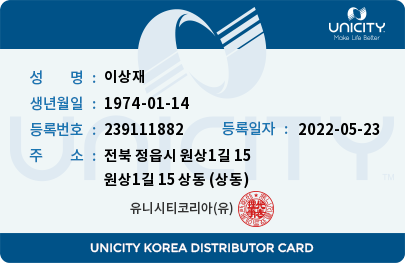 UNICITY
Make Life Better
성 명 : 이상재
생년월일 : 1974-01-14
등록번호 : 239111882 등록일자 : 2022-05-23
주 소 : 전북 정읍시 원상1길 15
원상1길 15 상동 (상동)
유니시티코리아(유)
UNICITY
UNICITY KOREA DISTRIBUTOR CARD